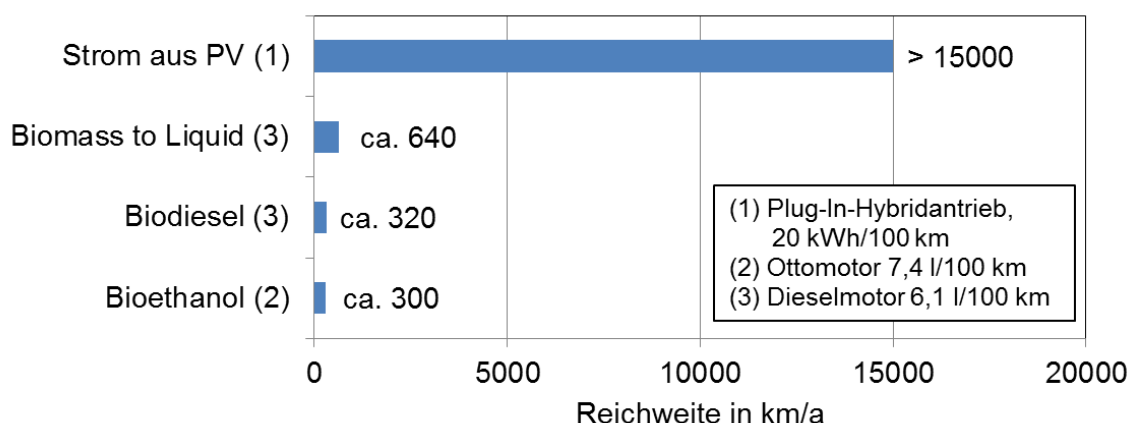 Strom aus PV (1)
> 15000
Biomass to Liquid (3)
ca. 640
Biodiesel (3)
ca. 320
Bioethanol (2)
ca. 300
(1) Plug-In-Hybridantrieb,
20 kWh/100 km
(2) Ottomotor 7,4 l/100 km
(3) Dieselmotor 6,1 l/100 km
0 5000 10000 15000 20000
Reichweite in km/a